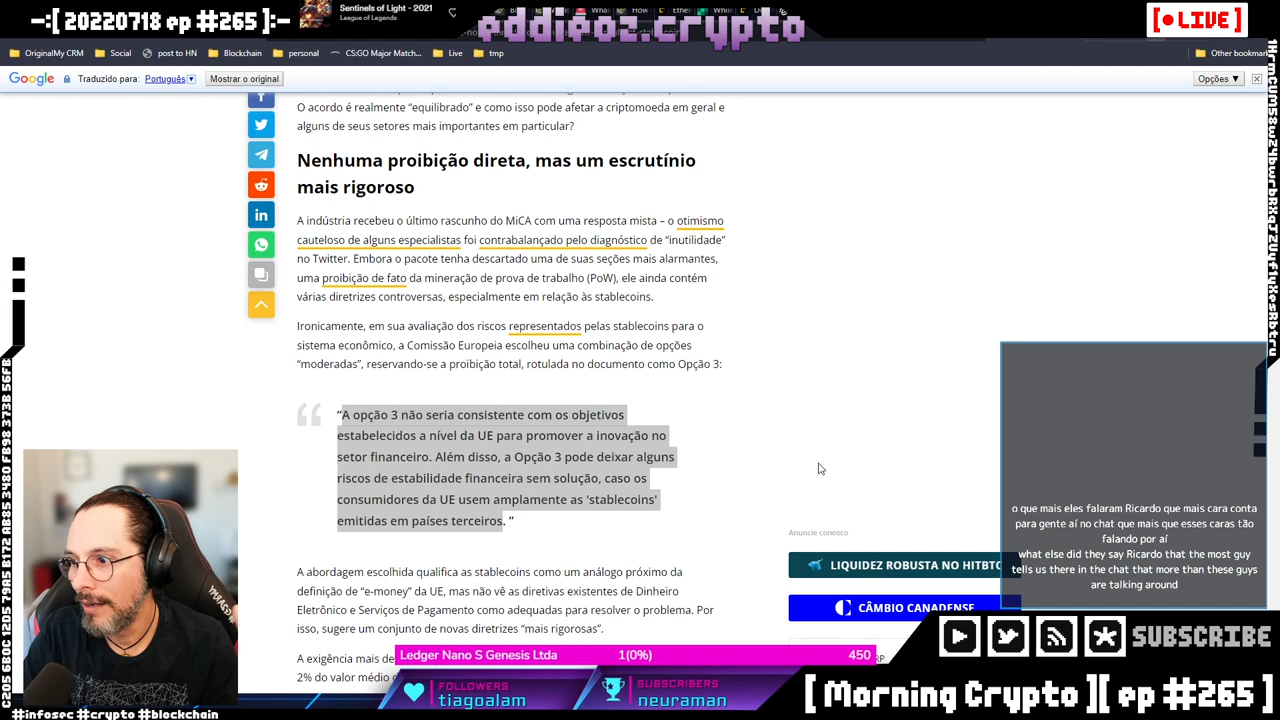 —:[ 20220718 ep #265 ]:—
Sentinels of Light - 2021
League of Legends
eddieoz.crypto
[ LIVE ]
OriginalMy CRM
Social
post to HN
Blockchain
personal
CS:GO Major Match...
Live
tmp
Other bookmar
Google
Traduzido para:
Português
Mostrar o original
Opções ▼
O acordo é realmente “equilibrado” e como isso pode afetar a criptomoeda em geral e
alguns de seus setores mais importantes em particular?
Nenhuma proibição direta, mas um escrutínio
mais rigoroso
A indústria recebeu o último rascunho do MiCA com uma resposta mista – o otimismo
cauteloso de alguns especialistas foi contrabalançado pelo diagnóstico de “inutilidade”
no Twitter. Embora o pacote tenha descartado uma de suas seções mais alarmantes,
uma proibição de fato da mineração de prova de trabalho (PoW), ele ainda contém
várias diretrizes controversas, especialmente em relação às stablecoins.
Ironicamente, em sua avaliação dos riscos representados pelas stablecoins para o
sistema econômico, a Comissão Europeia escolheu uma combinação de opções
“moderadas”, reservando-se a proibição total, rotulada no documento como Opção 3:
“A opção 3 não seria consistente com os objetivos
estabelecidos a nível da UE para promover a inovação no
setor financeiro. Além disso, a Opção 3 pode deixar alguns
riscos de estabilidade financeira sem solução, caso os
consumidores da UE usem amplamente as 'stablecoins'
emitidas em países terceiros. ”
A abordagem escolhida qualifica as stablecoins como um análogo próximo da
definição de “e-money” da UE, mas não vê as diretivas existentes de Dinheiro
Eletrônico e Serviços de Pagamento como adequadas para resolver o problema. Por
isso, sugere um conjunto de novas diretrizes “mais rigorosas”.
A exigência mais de
2% do valor médio
Anuncie conosco
LIQUIDEZ ROBUSTA NO HITBTC
CÂMBIO CANADENSE
o que mais eles falaram Ricardo que mais cara conta
para gente aí no chat que mais que esses caras tão
falando por aí
what else did they say Ricardo that the most guy
tells us there in the chat that more than these guys
are talking around
Ledger Nano S Genesis Ltda
1(0%)
450
FOLLOWERS
tiagoalam
SUBSCRIBERS
neuraman
SUBSCRIBE
[ Morning Crypto ][ ep #265 ]
#infosec #crypto #blockchain